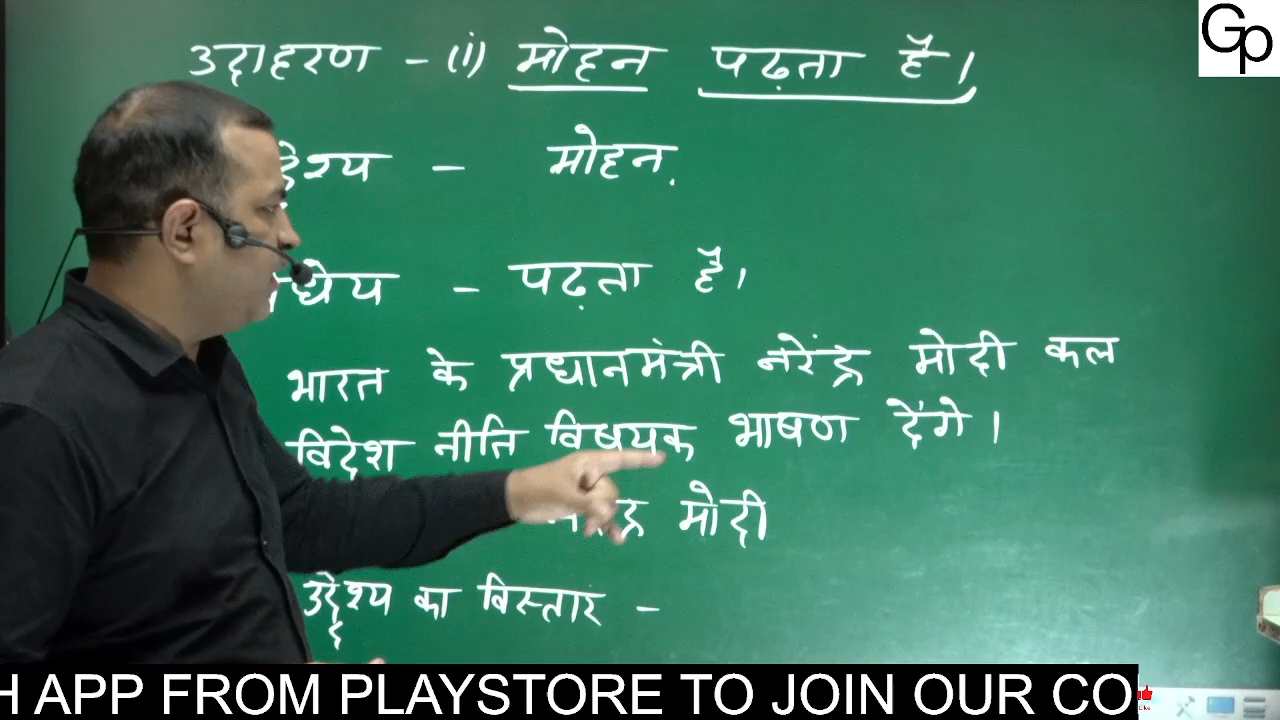 Gp
उदाहरण - (i) मोहन पढ़ता है।
- मोहन
- पढ़ता है।
भारत के प्रधानमंत्री नरेंद्र मोदी कल
विदेश नीति विषयक भाषण देंगे।
मोदी
उद्देश्य का विस्तार -
APP FROM PLAYSTORE TO JOIN OUR